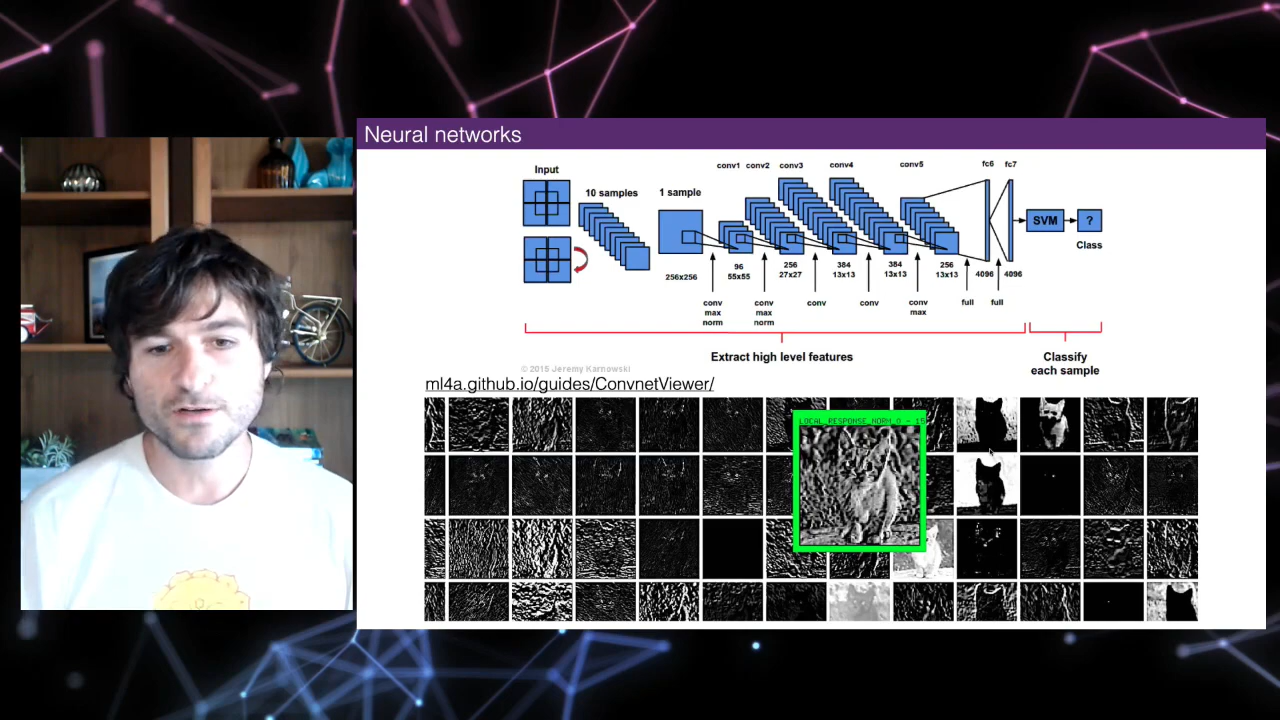 Neural networks
Input
10 samples
1 sample
conv1 conv2 conv3 conv4 conv5 fc6 fc7
SVM
?
Class
256x256
96
55x55
256
27x27
384
13x13
384
13x13
256
13x13
4096
4096
conv
max
norm
conv
max
norm
conv
conv
conv
max
full
full
Extract high level features
Classify
each sample
© 2015 Jeremy Karnowski
ml4a.github.io/guides/ConvnetViewer/
LOCAL_RESPONSE_NORM_0 - 15